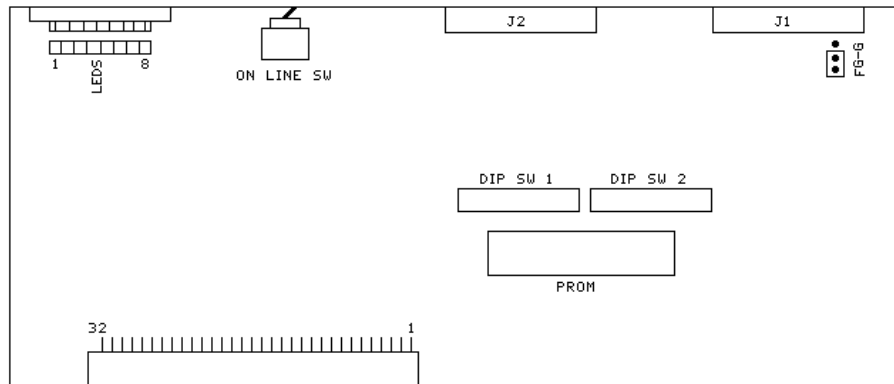 J2
J1
1
8
LEDS
ON LINE SW
FG-G
DIP SW 1
DIP SW 2
PROM
32
1